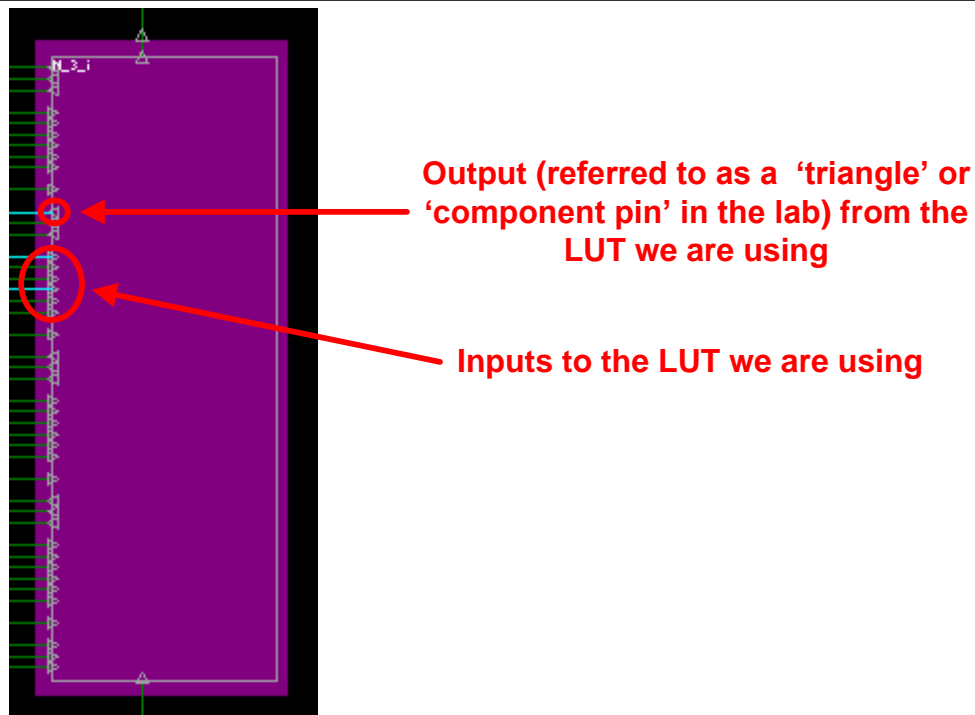 N_3_i
Output (referred to as a ‘triangle’ or
‘component pin’ in the lab) from the
LUT we are using
Inputs to the LUT we are using